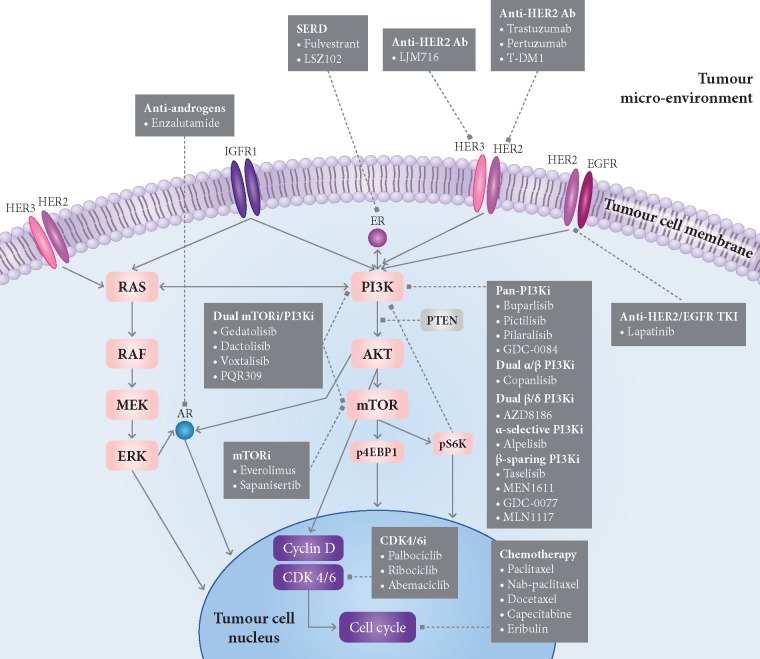 SERD
• Fulvestrant
• LSZ102
Anti-HER2 Ab
• LJM716
Anti-HER2 Ab
• Trastuzumab
• Pertuzumab
• T-DM1
Tumour
micro-environment
Anti-androgens
• Enzalutamide
IGFR1
HER3
HER2
HER2
EGFR
HER3
HER2
Tumour cell membrane
ER
RAS
PI3K
Dual mTORi/PI3Ki
• Gedatolisib
• Dactolisib
• Voxtalisib
• PQR309
PTEN
Pan-PI3Ki
• Buparlisib
• Pictilisib
• Pilaralisib
• GDC-0084
Dual α/β PI3Ki
• Copanlisib
Dual β/δ PI3Ki
• AZD8186
α-selective PI3Ki
• Alpelisib
β-sparing PI3Ki
• Taselisib
• MEN1611
• GDC-0077
• MLN1117
Anti-HER2/EGFR TKI
• Lapatinib
RAF
AKT
MEK
AR
mTOR
ERK
mTORi
• Everolimus
• Sapanisertib
p4EBP1
pS6K
Cyclin D
CDK 4/6
CDK4/6i
• Palbociclib
• Ribociclib
• Abemaciclib
Chemotherapy
• Paclitaxel
• Nab-paclitaxel
• Docetaxel
• Capecitabine
• Eribulin
Tumour cell
nucleus
Cell cycle